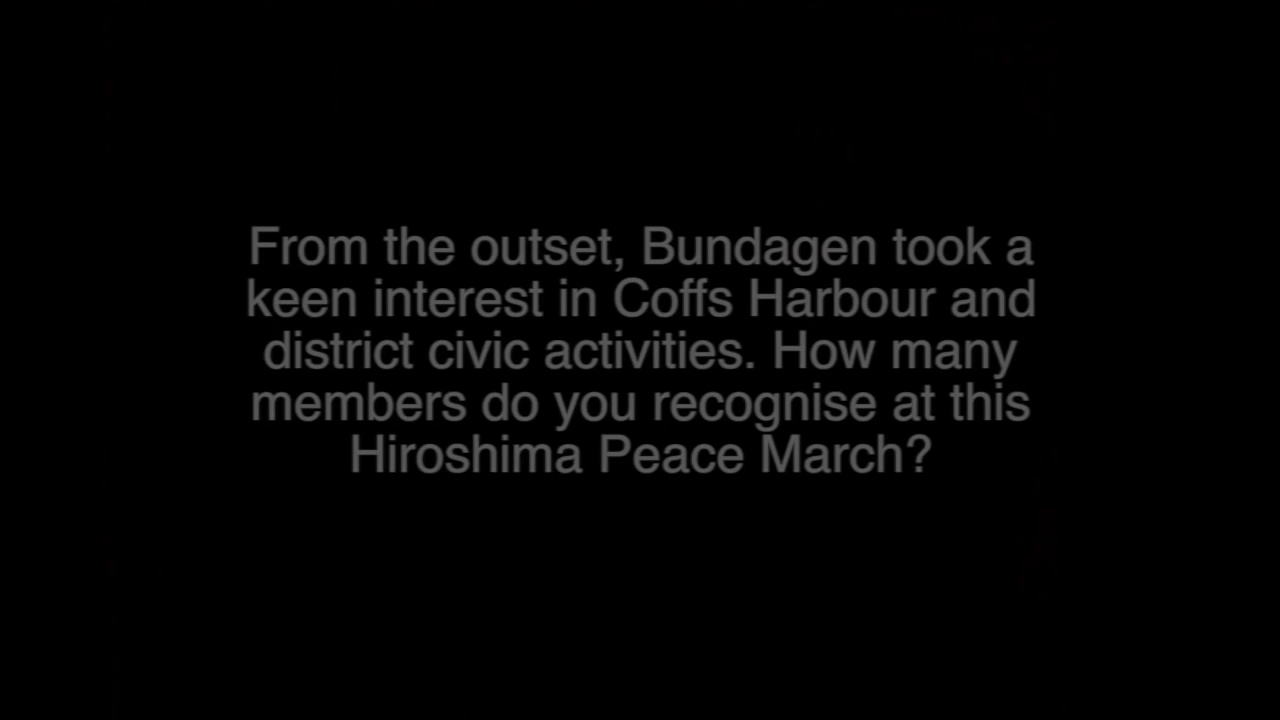 From the outset, Bundagen took a
keen interest in Coffs Harbour and
district civic activities. How many
members do you recognise at this
Hiroshima Peace March?